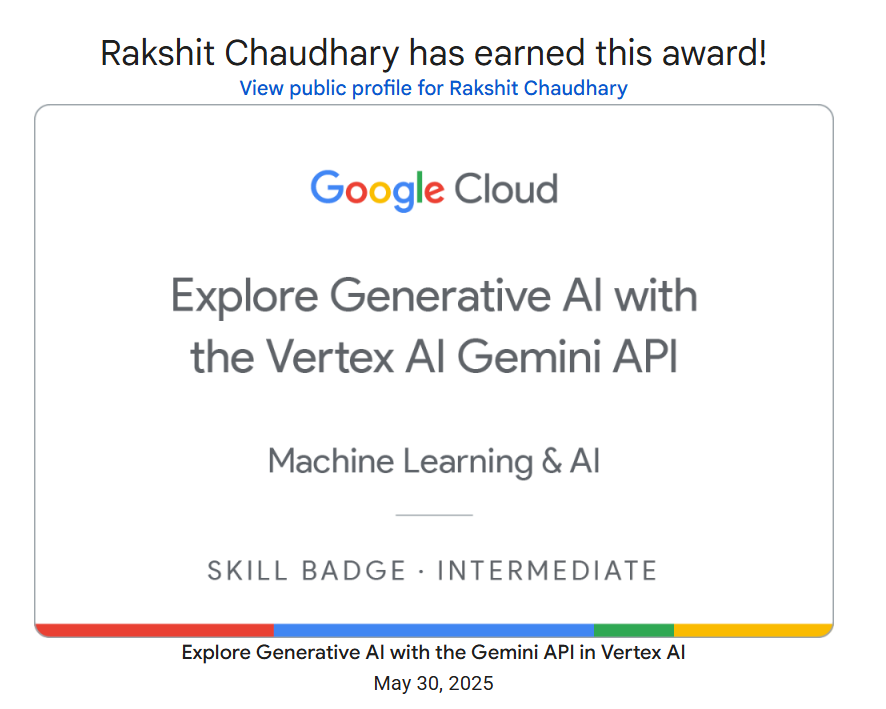 Rakshit Chaudhary has earned this award!
View public profile for Rakshit Chaudhary
Google Cloud
Explore Generative AI with
the Vertex AI Gemini API
Machine Learning & AI
SKILL BADGE · INTERMEDIATE
Explore Generative AI with the Gemini API in Vertex AI
May 30, 2025